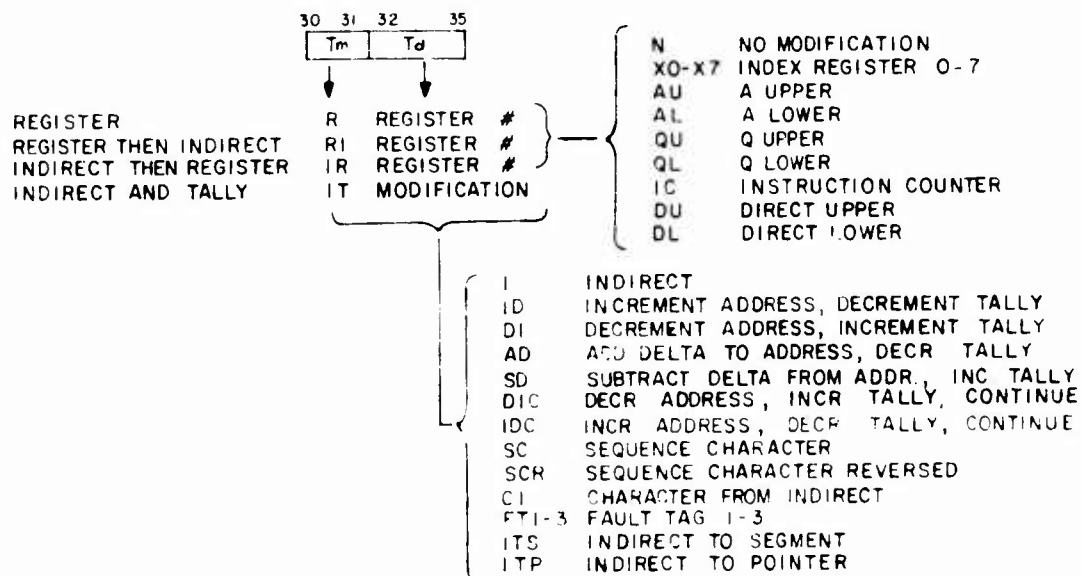 30 31 32 35
Tm Td
REGISTER R REGISTER #
REGISTER THEN INDIRECT RI REGISTER #
INDIRECT THEN REGISTER IR REGISTER #
INDIRECT AND TALLY IT MODIFICATION
N NO MODIFICATION
X0-X7 INDEX REGISTER 0-7
AU A UPPER
AL A LOWER
QU Q UPPER
QL Q LOWER
IC INSTRUCTION COUNTER
DU DIRECT UPPER
DL DIRECT LOWER
I INDIRECT
ID INCREMENT ADDRESS, DECREMENT TALLY
DI DECREMENT ADDRESS, INCREMENT TALLY
AD ADD DELTA TO ADDRESS, DECR TALLY
SD SUBTRACT DELTA FROM ADDR., INC TALLY
DIC DECR ADDRESS, INCR TALLY, CONTINUE
IDC INCR ADDRESS, DECR TALLY, CONTINUE
SC SEQUENCE CHARACTER
SCR SEQUENCE CHARACTER REVERSED
CI CHARACTER FROM INDIRECT
FT1-3 FAULT TAG 1-3
ITS INDIRECT TO SEGMENT
ITP INDIRECT TO POINTER